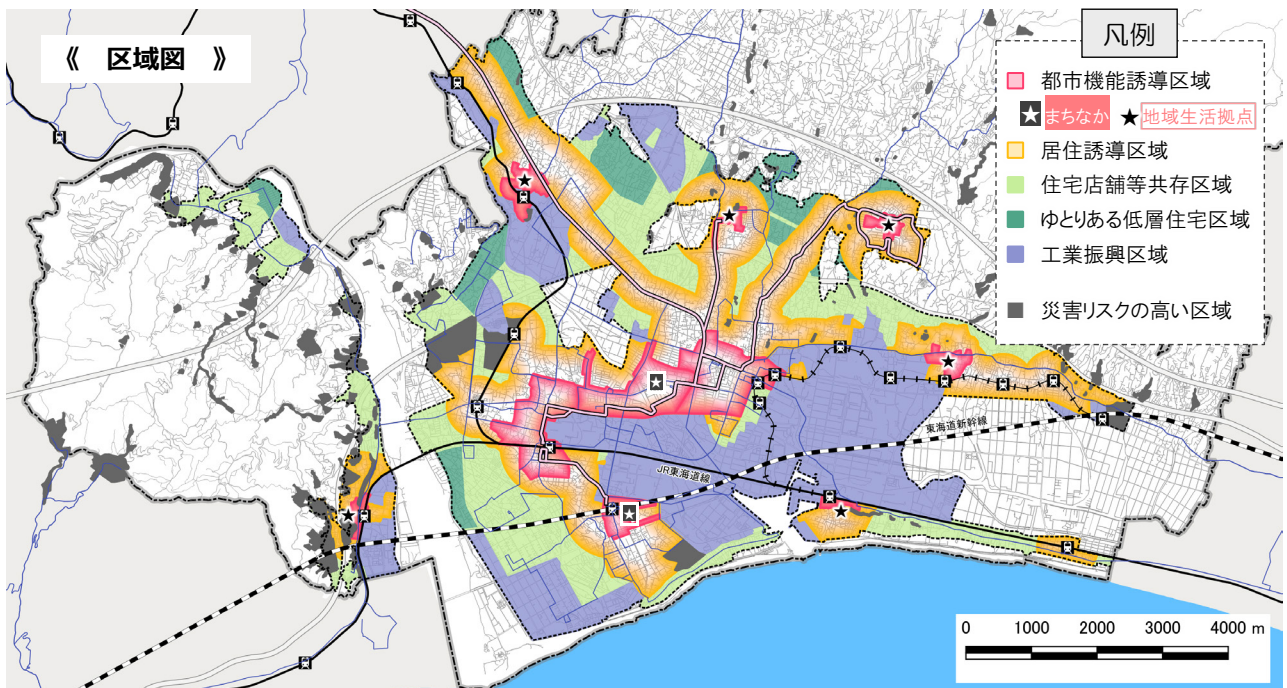 《 区域図 》
凡例
都市機能誘導区域
まちなか ★地域生活拠点
居住誘導区域
住宅店舗等共存区域
ゆとりある低層住宅区域
工業振興区域
災害リスクの高い区域
東海道新幹線
JR東海道線
0 1000 2000 3000 4000 m